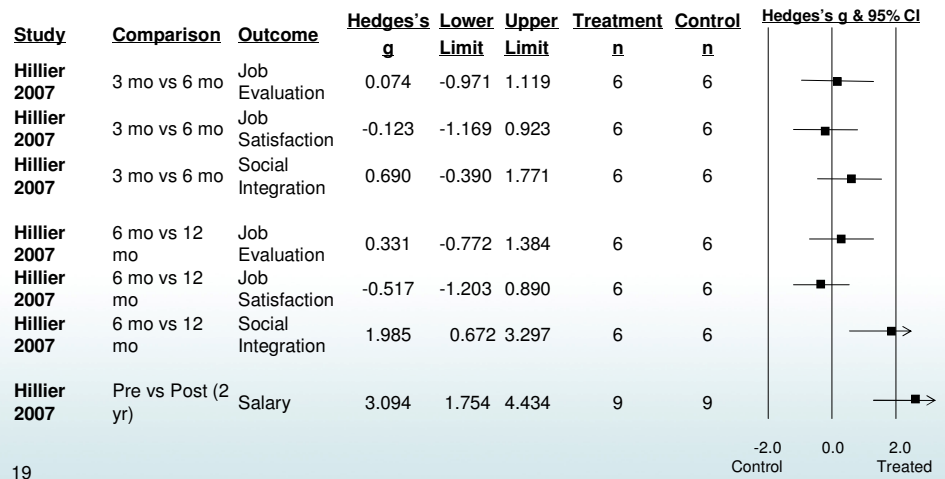 Hedges's g & 95% CI
Study Comparison Outcome Hedges's g Lower Limit Upper Limit Treatment n Control n
Hillier 2007 3 mo vs 6 mo Job Evaluation 0.074 -0.971 1.119 6 6
Hillier 2007 3 mo vs 6 mo Job Satisfaction -0.123 -1.169 0.923 6 6
Hillier 2007 3 mo vs 6 mo Social Integration 0.690 -0.390 1.771 6 6
Hillier 2007 6 mo vs 12 mo Job Evaluation 0.331 -0.772 1.384 6 6
Hillier 2007 6 mo vs 12 mo Job Satisfaction -0.517 -1.203 0.890 6 6
Hillier 2007 6 mo vs 12 mo Social Integration 1.985 0.672 3.297 6 6
Hillier 2007 Pre vs Post (2 yr) Salary 3.094 1.754 4.434 9 9
-2.0 0.0 2.0
Control Treated
19